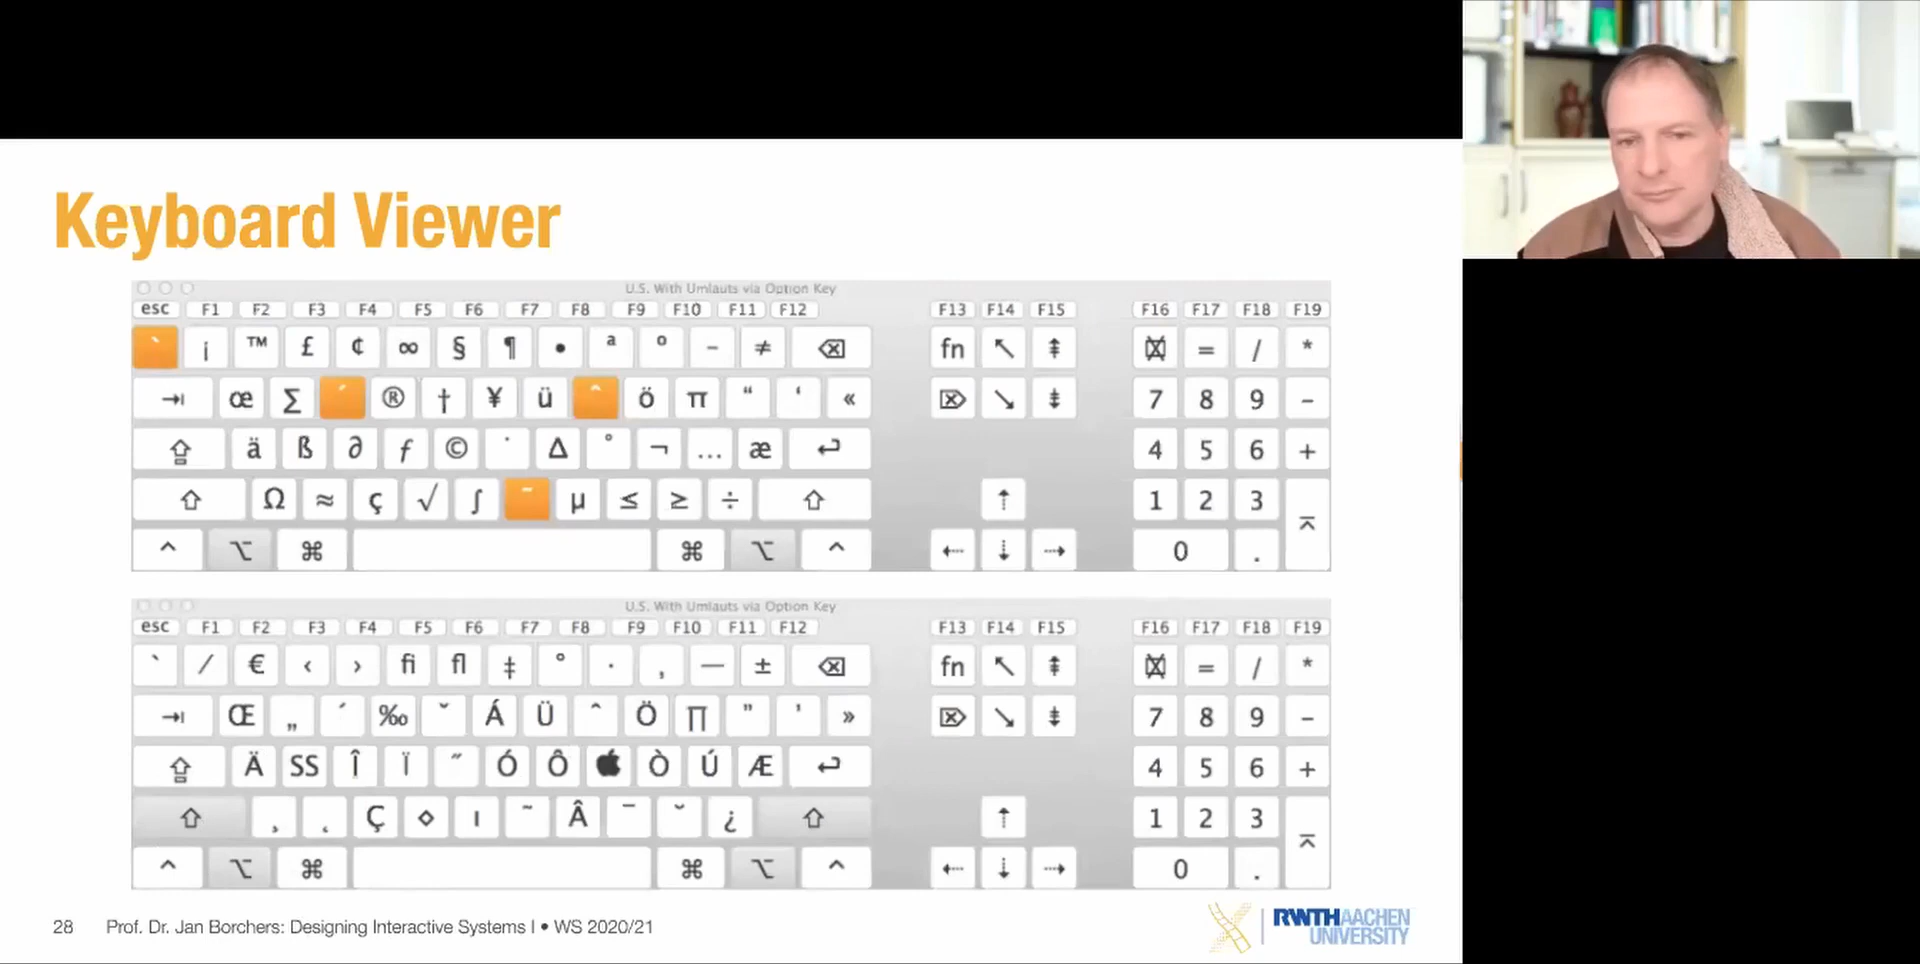 Keyboard Viewer
U.S. With Umlauts via Option Key
esc F1 F2 F3 F4 F5 F6 F7 F8 F9 F10 F11 F12 F13 F14 F15 F16 F17 F18 F19
` ¡ ™ £ ¢ ∞ § ¶ • ª º – ≠ ⌫ fn ↖ ⇞ ⌧ = / *
⇥ œ ∑ ´ ® † ¥ ü ˆ ö π “ ‘ « ⌦ ↘ ⇟ 7 8 9 –
⇪ ä ß ∂ ƒ © ˙ ∆ ° ¬ … æ ↩ 4 5 6 +
⇧ Ω ≈ ç √ ∫ ˜ µ ≤ ≥ ÷ ⇧ ⇡ 1 2 3 ⌅
^ ⌥ ⌘ ⌘ ⌥ ^ ⇠ ⇣ ⇢ 0 .
U.S. With Umlauts via Option Key
esc F1 F2 F3 F4 F5 F6 F7 F8 F9 F10 F11 F12 F13 F14 F15 F16 F17 F18 F19
` ⁄ € ‹ › fi fl ‡ ° · ‚ — ± ⌫ fn ↖ ⇞ ⌧ = / *
⇥ Œ „ ´ ‰ ˇ Á Ü ˆ Ö ∏ ” ’ » ⌦ ↘ ⇟ 7 8 9 –
⇪ Ä SS Î Ï ˝ Ó Ô  Ò Ú Æ ↩ 4 5 6 +
⇧ ¸ ˛ Ç ◊ ı ˜ Â ¯ ˘ ¿ ⇧ ⇡ 1 2 3 ⌅
^ ⌥ ⌘ ⌘ ⌥ ^ ⇠ ⇣ ⇢ 0 .
28 Prof. Dr. Jan Borchers: Designing Interactive Systems I • WS 2020/21
RWTHAACHEN
UNIVERSITY